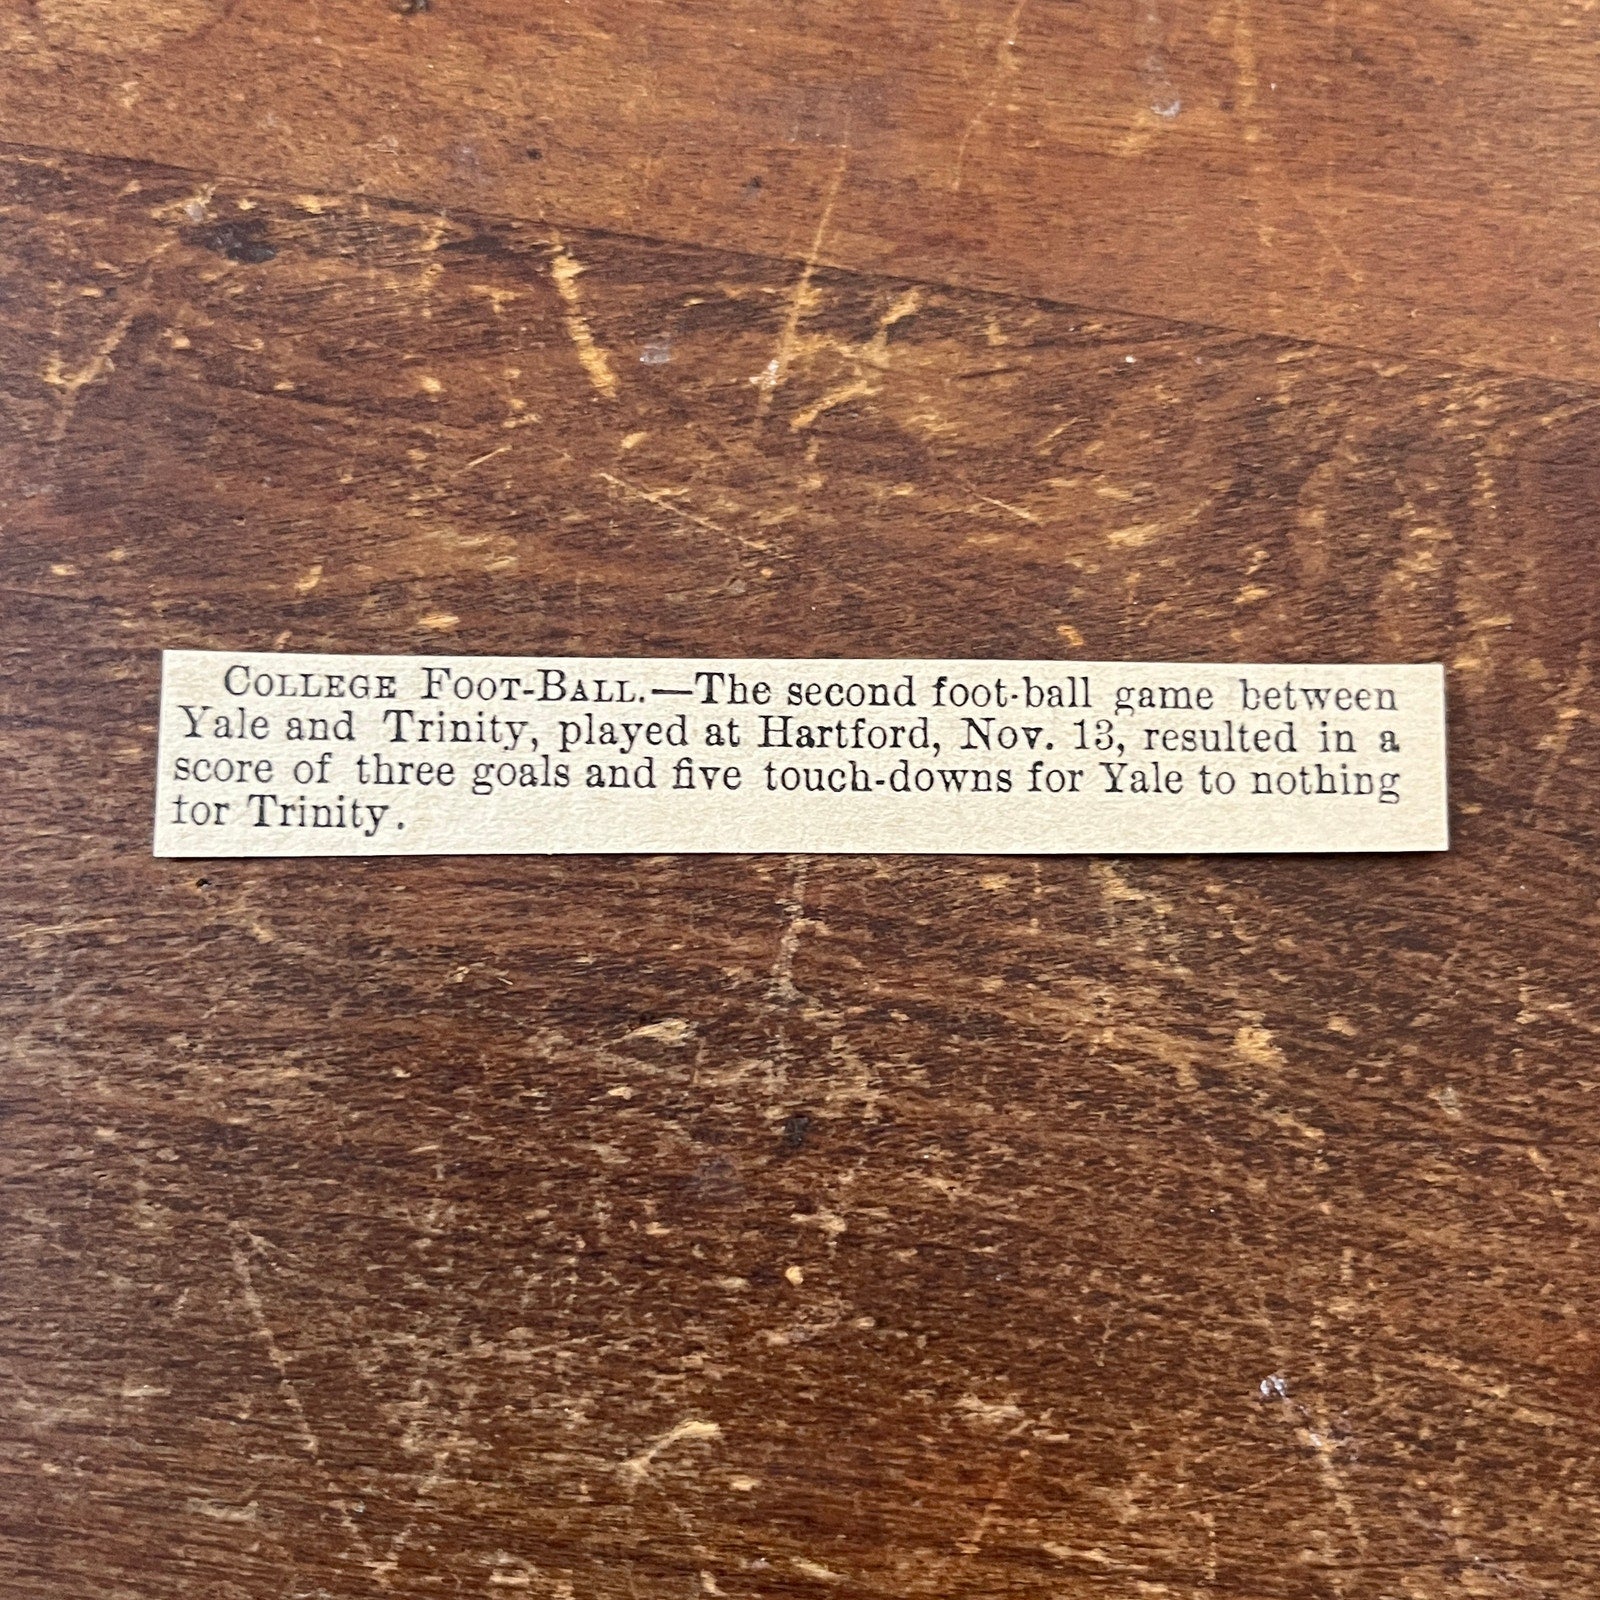 COLLEGE FOOT-BALL.—The second foot-ball game between
Yale and Trinity, played at Hartford, Nov. 13, resulted in a
score of three goals and five touch-downs for Yale to nothing
for Trinity.